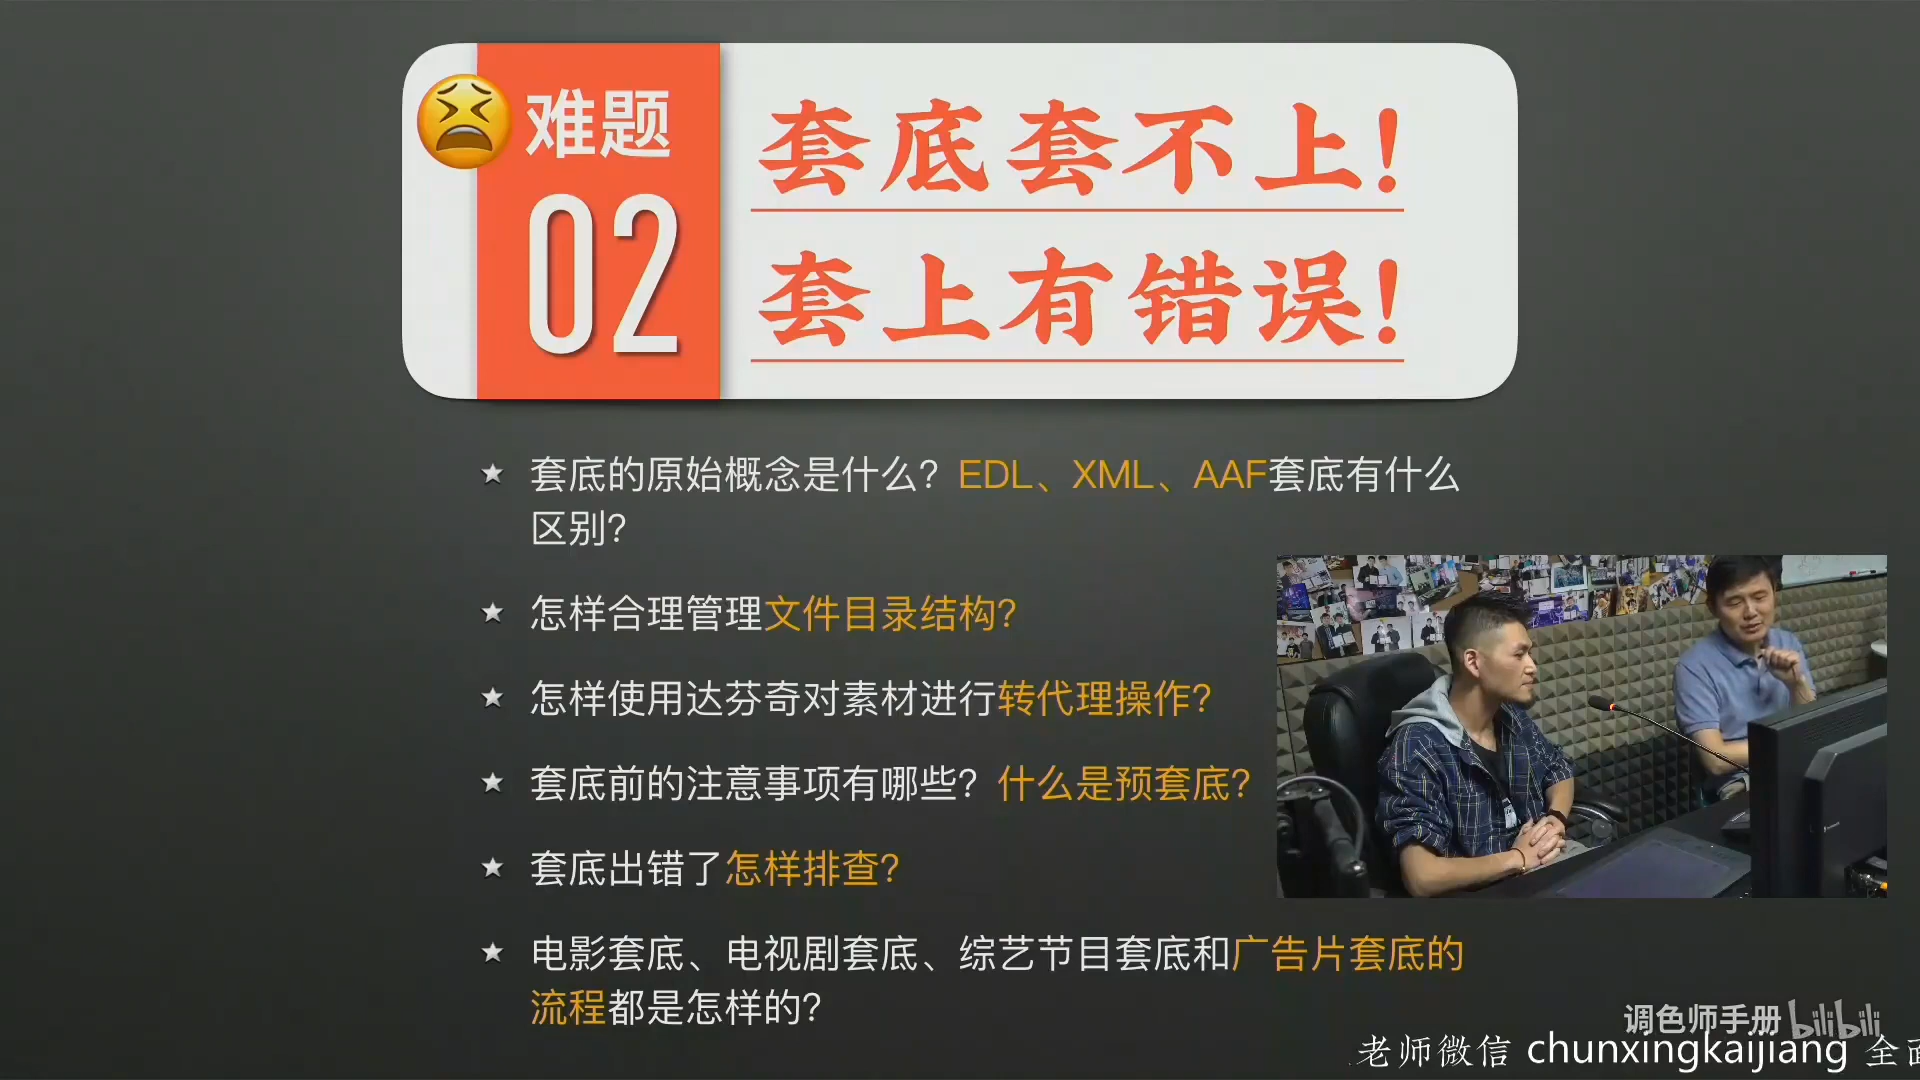 难题
02
套底套不上!
套上有错误!
★ 套底的原始概念是什么? EDL、XML、AAF套底有什么
区别?
★ 怎样合理管理文件目录结构?
★ 怎样使用达芬奇对素材进行转代理操作?
★ 套底前的注意事项有哪些? 什么是预套底?
★ 套底出错了怎样排查?
★ 电影套底、电视剧套底、综艺节目套底和广告片套底的
流程都是怎样的?
调色师手册 bilibili
老师微信 chunxingkaijiang 全面